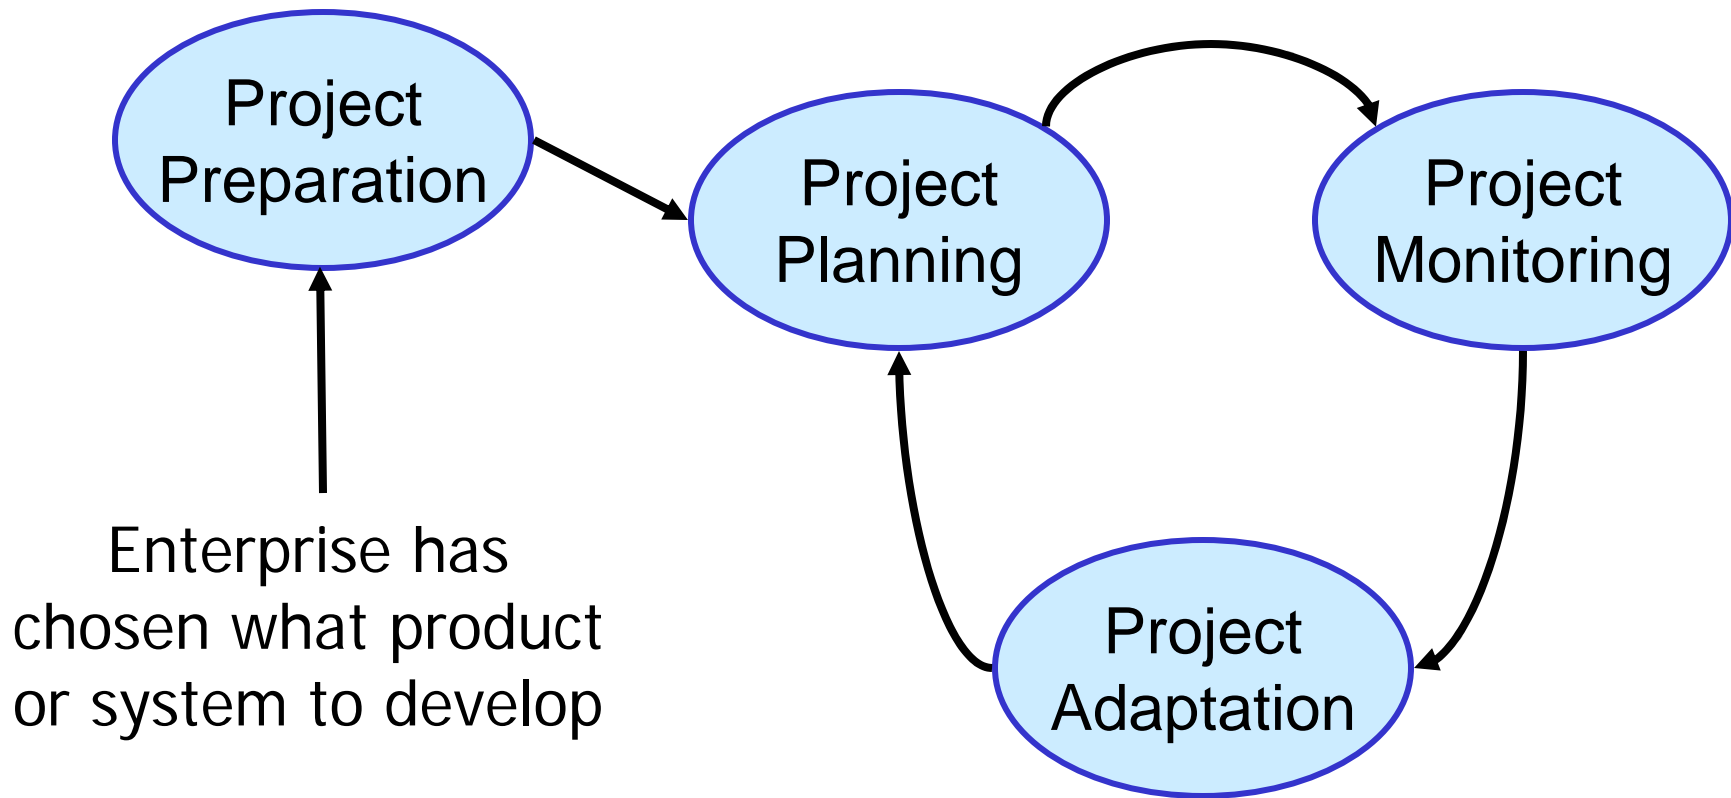 Project
Preparation
Project
Planning
Project
Monitoring
Enterprise has
chosen what product
or system to develop
Project
Adaptation